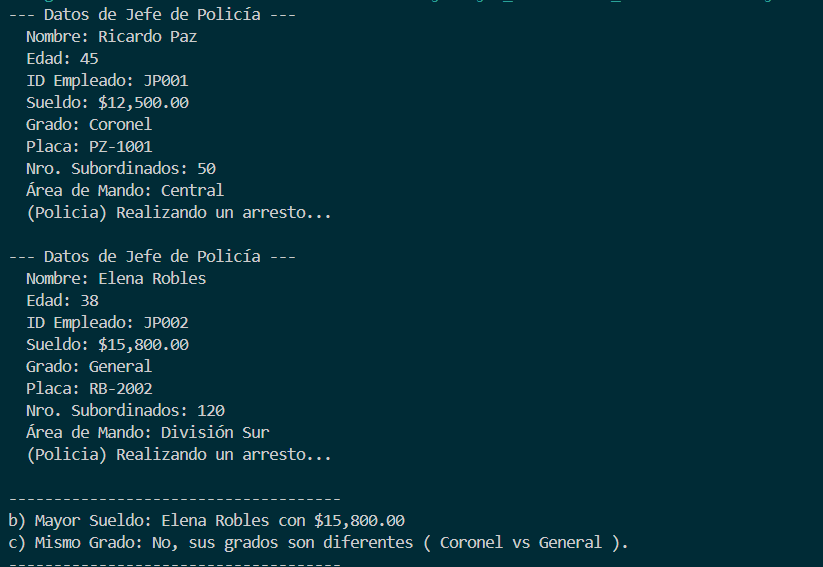 --- Datos de Jefe de Policía ---
Nombre: Ricardo Paz
Edad: 45
ID Empleado: JP001
Sueldo: $12,500.00
Grado: Coronel
Placa: PZ-1001
Nro. Subordinados: 50
Área de Mando: Central
(Policia) Realizando un arresto...
--- Datos de Jefe de Policía ---
Nombre: Elena Robles
Edad: 38
ID Empleado: JP002
Sueldo: $15,800.00
Grado: General
Placa: RB-2002
Nro. Subordinados: 120
Área de Mando: División Sur
(Policia) Realizando un arresto...
-------------------------------------
b) Mayor Sueldo: Elena Robles con $15,800.00
c) Mismo Grado: No, sus grados son diferentes ( Coronel vs General ).
-------------------------------------